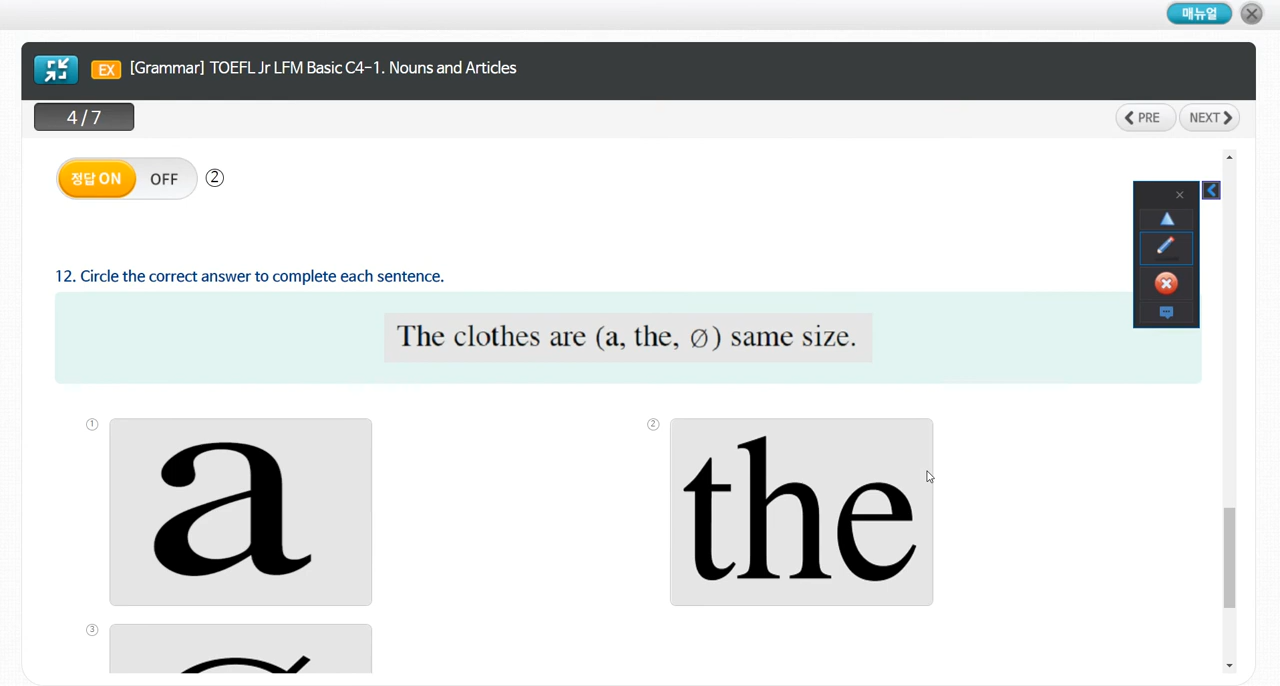 매뉴얼
EX [Grammar] TOEFL Jr LFM Basic C4-1. Nouns and Articles
4 / 7
PRE
NEXT
정답 ON OFF ②
12. Circle the correct answer to complete each sentence.
The clothes are (a, the, ∅) same size.
① a
② the
③